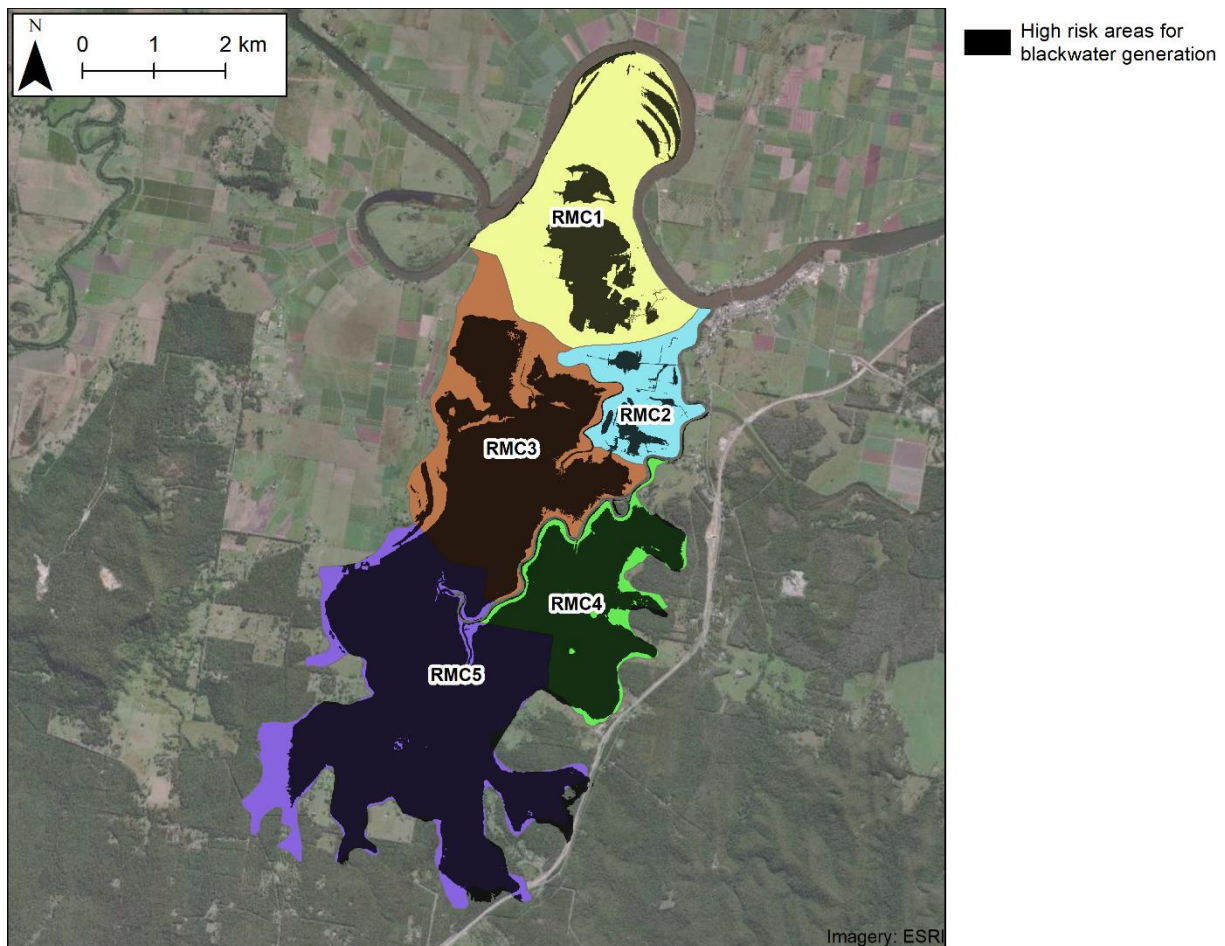 N
0 1 2 km
High risk areas for
blackwater generation
RMC1
RMC2
RMC3
RMC4
RMC5
Imagery: ESRI